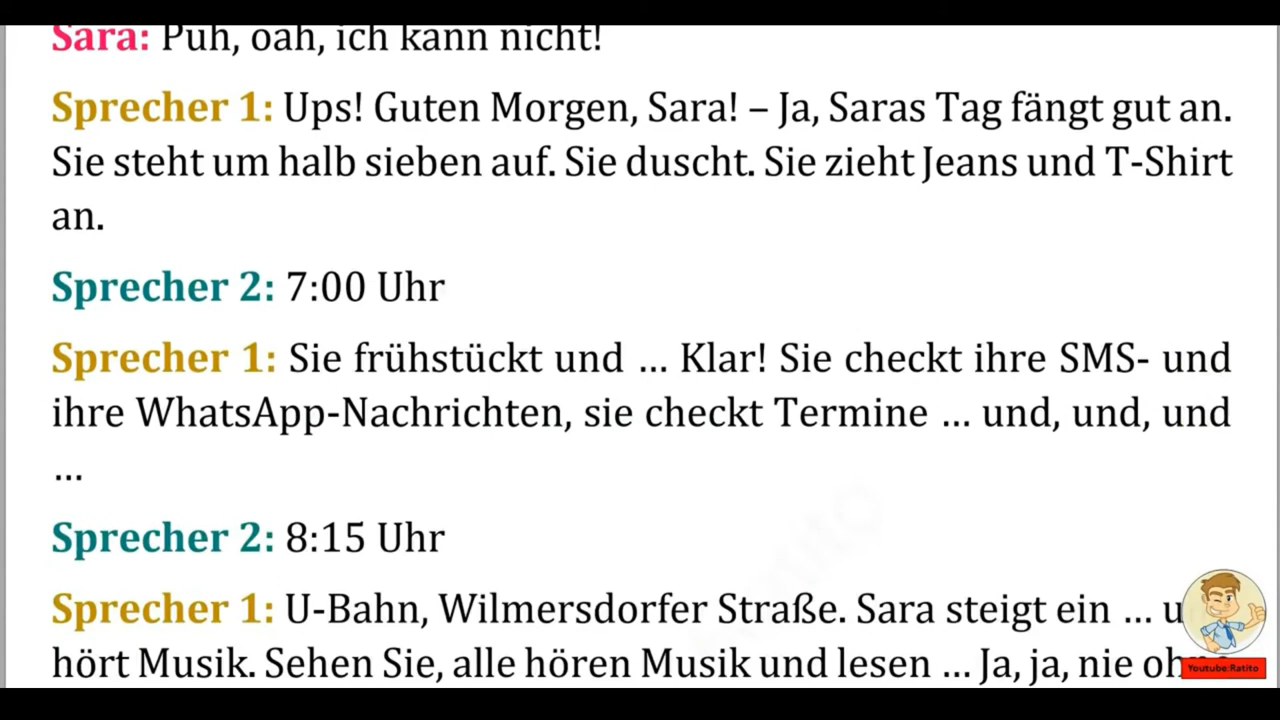 Sara: Puh, oah, ich kann nicht!
Sprecher 1: Ups! Guten Morgen, Sara! – Ja, Saras Tag fängt gut an.
Sie steht um halb sieben auf. Sie duscht. Sie zieht Jeans und T-Shirt
an.
Sprecher 2: 7:00 Uhr
Sprecher 1: Sie frühstückt und ... Klar! Sie checkt ihre SMS- und
ihre WhatsApp-Nachrichten, sie checkt Termine ... und, und, und
...
Sprecher 2: 8:15 Uhr
Sprecher 1: U-Bahn, Wilmersdorfer Straße. Sara steigt ein ...
hört Musik. Sehen Sie, alle hören Musik und lesen ... Ja, ja, nie
Youtube:Ratito